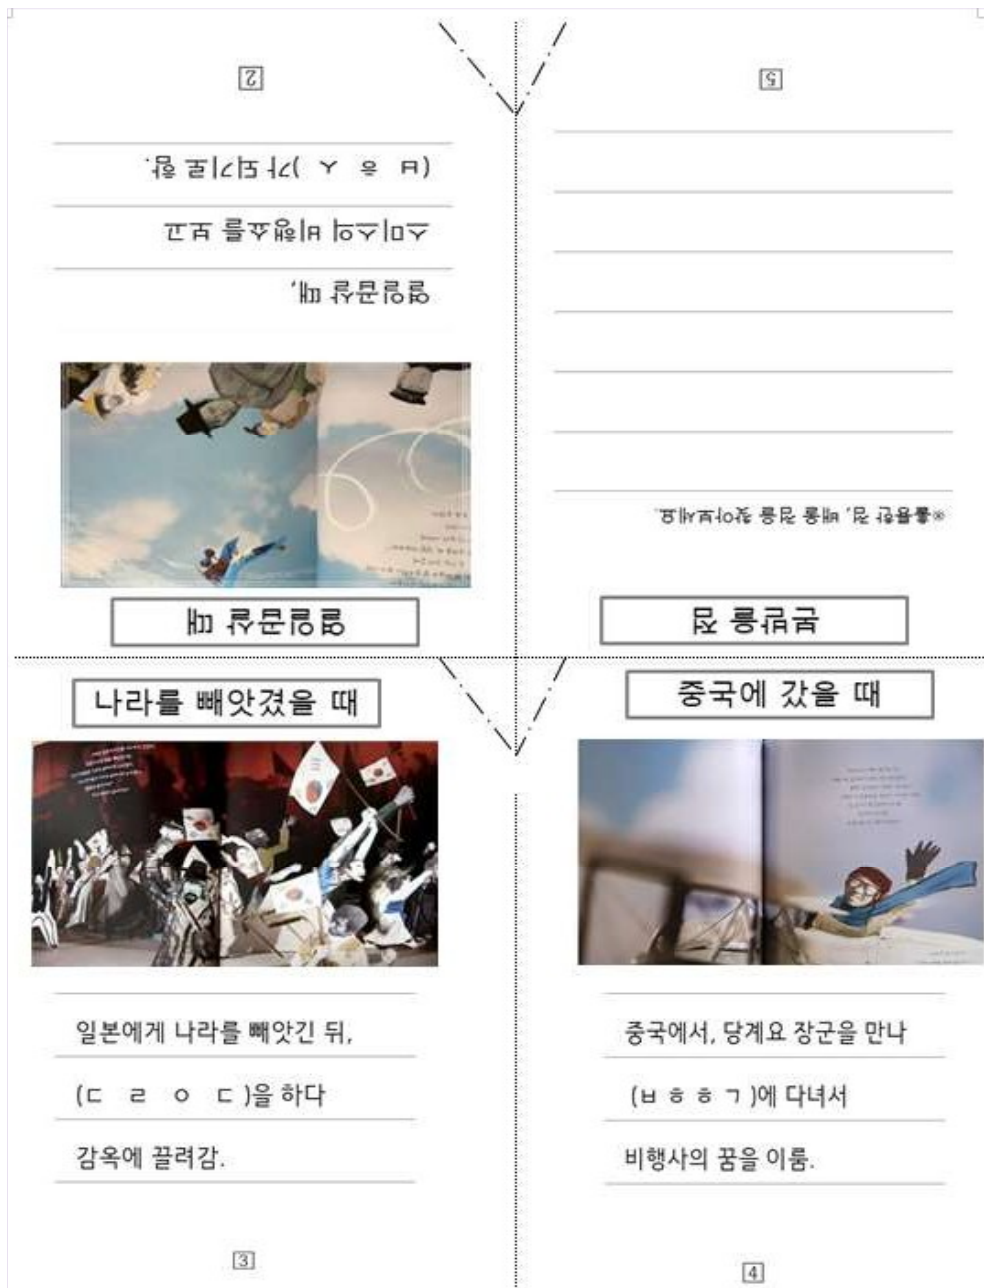 열일곱살 때
열일곱살 때,
스미스의 비행쇼를 보고
(ㅂ ㅎ ㅅ )가 되기로 함.
2
나라를 빼앗겼을 때
일본에게 나라를 빼앗긴 뒤,
(ㄷ ㄹ ㅇ ㄷ )을 하다
감옥에 끌려감.
3
중국에 갔을 때
중국에서, 당계요 장군을 만나
(ㅂ ㅎ ㅎ ㄱ )에 다녀서
비행사의 꿈을 이룸.
4
본받을 점
※훌륭한 점, 배울 점을 찾아보세요.
5